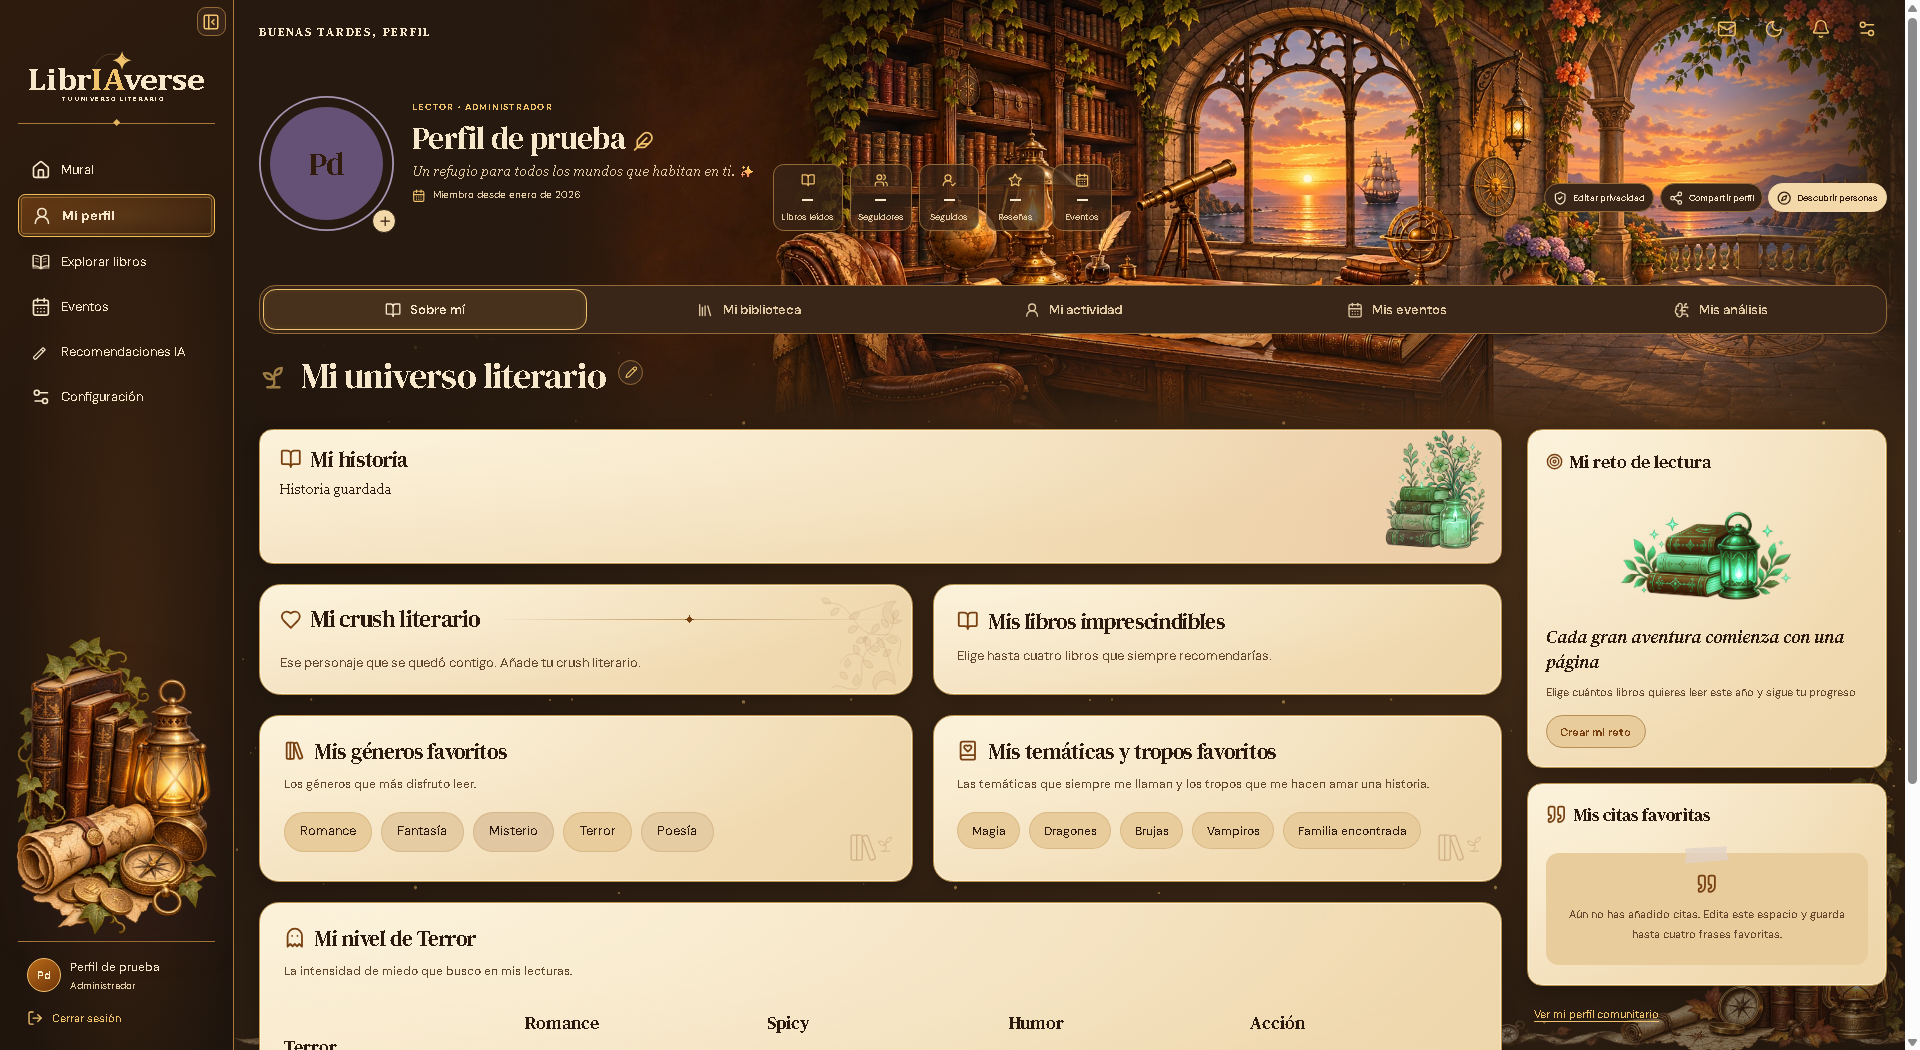 LibrIAverse
TU UNIVERSO LITERARIO
Mural
Mi perfil
Explorar libros
Eventos
Recomendaciones IA
Configuración
Pd
Perfil de prueba
Administrador
Cerrar sesión
BUENAS TARDES, PERFIL
Pd
LECTOR · ADMINISTRADOR
Perfil de prueba
Un refugio para todos los mundos que habitan en ti. ✨
Miembro desde enero de 2026
— — — — —
Libros leídos Seguidores Seguidos Reseñas Eventos
Editar privacidad Compartir perfil Descubrir personas
Sobre mí Mi biblioteca Mi actividad Mis eventos Mis análisis
Mi universo literario
Mi historia
Historia guardada
Mi crush literario
Ese personaje que se quedó contigo. Añade tu crush literario.
Mis libros imprescindibles
Elige hasta cuatro libros que siempre recomendarías.
Mis géneros favoritos
Los géneros que más disfruto leer.
Romance Fantasía Misterio Terror Poesía
Mis temáticas y tropos favoritos
Las temáticas que siempre me llaman y los tropos que me hacen amar una historia.
Magia Dragones Brujas Vampiros Familia encontrada
Mi nivel de Terror
La intensidad de miedo que busco en mis lecturas.
Romance Spicy Humor Acción
Terror
Mi reto de lectura
Cada gran aventura comienza con una
página
Elige cuántos libros quieres leer este año y sigue tu progreso
Crear mi reto
Mis citas favoritas
Aún no has añadido citas. Edita este espacio y guarda
hasta cuatro frases favoritas.
Ver mi perfil comunitario